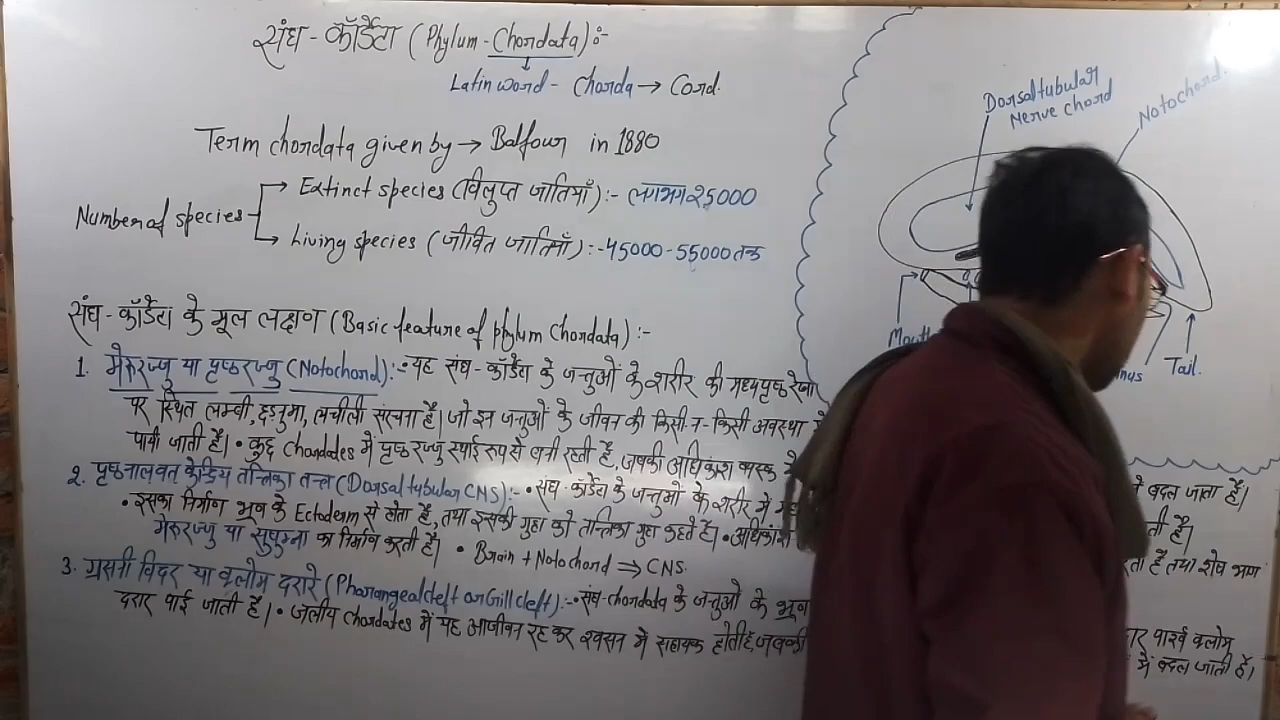 संघ - कॉर्डेटा (Phylum - Chordata) :-
Latin word - Chorda → Cord.
Term chordata given by → Balfour in 1880
Number of species
Extinct species (विलुप्त जातियाँ) :- लगभग 25000
Living species (जीवित जातियाँ) :- 45000 - 55000 तक
संघ - कॉर्डेटा के मूल लक्षण (Basic feature of phylum Chordata) :-
1. मेरुरज्जु या पृष्ठरज्जु (Notochord) :- यह संघ - कॉर्डेटा के जन्तुओं के शरीर की मध्यपृष्ठ रेखा
पर स्थित लम्बी, छड़नुमा, लचीली संरचना है। जो इन जन्तुओं के जीवन की किसी-न-किसी अवस्था में
पायी जाती है। • कुछ Chordates में पृष्ठ रज्जु स्थाई रूप से बनी रहती है, जबकी अधिकांश व्यस्क में
में बदल जाता है।
2. पृष्ठनालवत केन्द्रिय तन्त्रिका तन्त्र (Dorsal tubular CNS) :- • संघ - कॉर्डेटा के जन्तुओं के शरीर में
ती है।
• इसका निर्माण भ्रूण के Ectoderm से होता है, तथा इसकी गुहा को तन्त्रिका गुहा कहते है। • अधिकांश
है तथा शेष भाग
मेरुरज्जु या सुषुम्ना का निर्माण करती है। • Brain + Notochord ⇒ CNS.
3. ग्रसनी विदर या क्लोम दरारे (Pharangeal cleft or Gill cleft) :- • संघ - chordata के जन्तुओं के भ्रूण
पार्श्व क्लोम
दरार पाई जाती है। • जलीय Chordates में यह आजीवन रह कर श्वसन में सहायक होती है, जबकी
में बदल जाती है।
Dorsal tubular
Nerve chord
Notochord.
Mouth
nus
Tail.